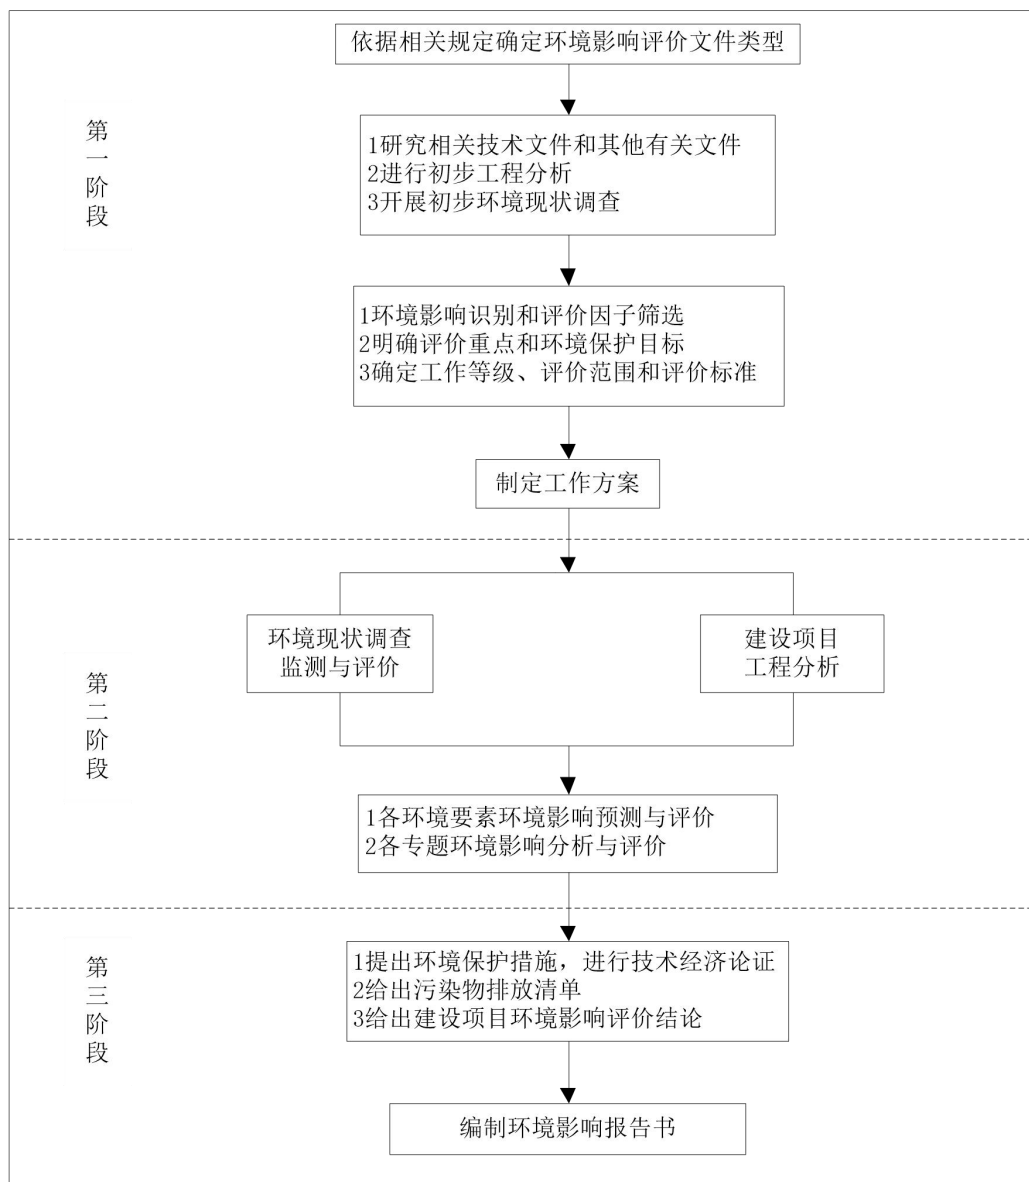 依据相关规定确定环境影响评价文件类型
第一阶段
1研究相关技术文件和其他有关文件
2进行初步工程分析
3开展初步环境现状调查
1环境影响识别和评价因子筛选
2明确评价重点和环境保护目标
3确定工作等级、评价范围和评价标准
制定工作方案
第二阶段
环境现状调查
监测与评价
建设项目
工程分析
1各环境要素环境影响预测与评价
2各专题环境影响分析与评价
第三阶段
1提出环境保护措施，进行技术经济论证
2给出污染物排放清单
3给出建设项目环境影响评价结论
编制环境影响报告书